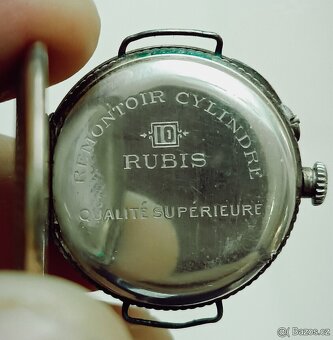 REMONTOIR CYLINDRE
10
RUBIS
QUALITÉ SUPÉRIEURE
© Bazos.cz